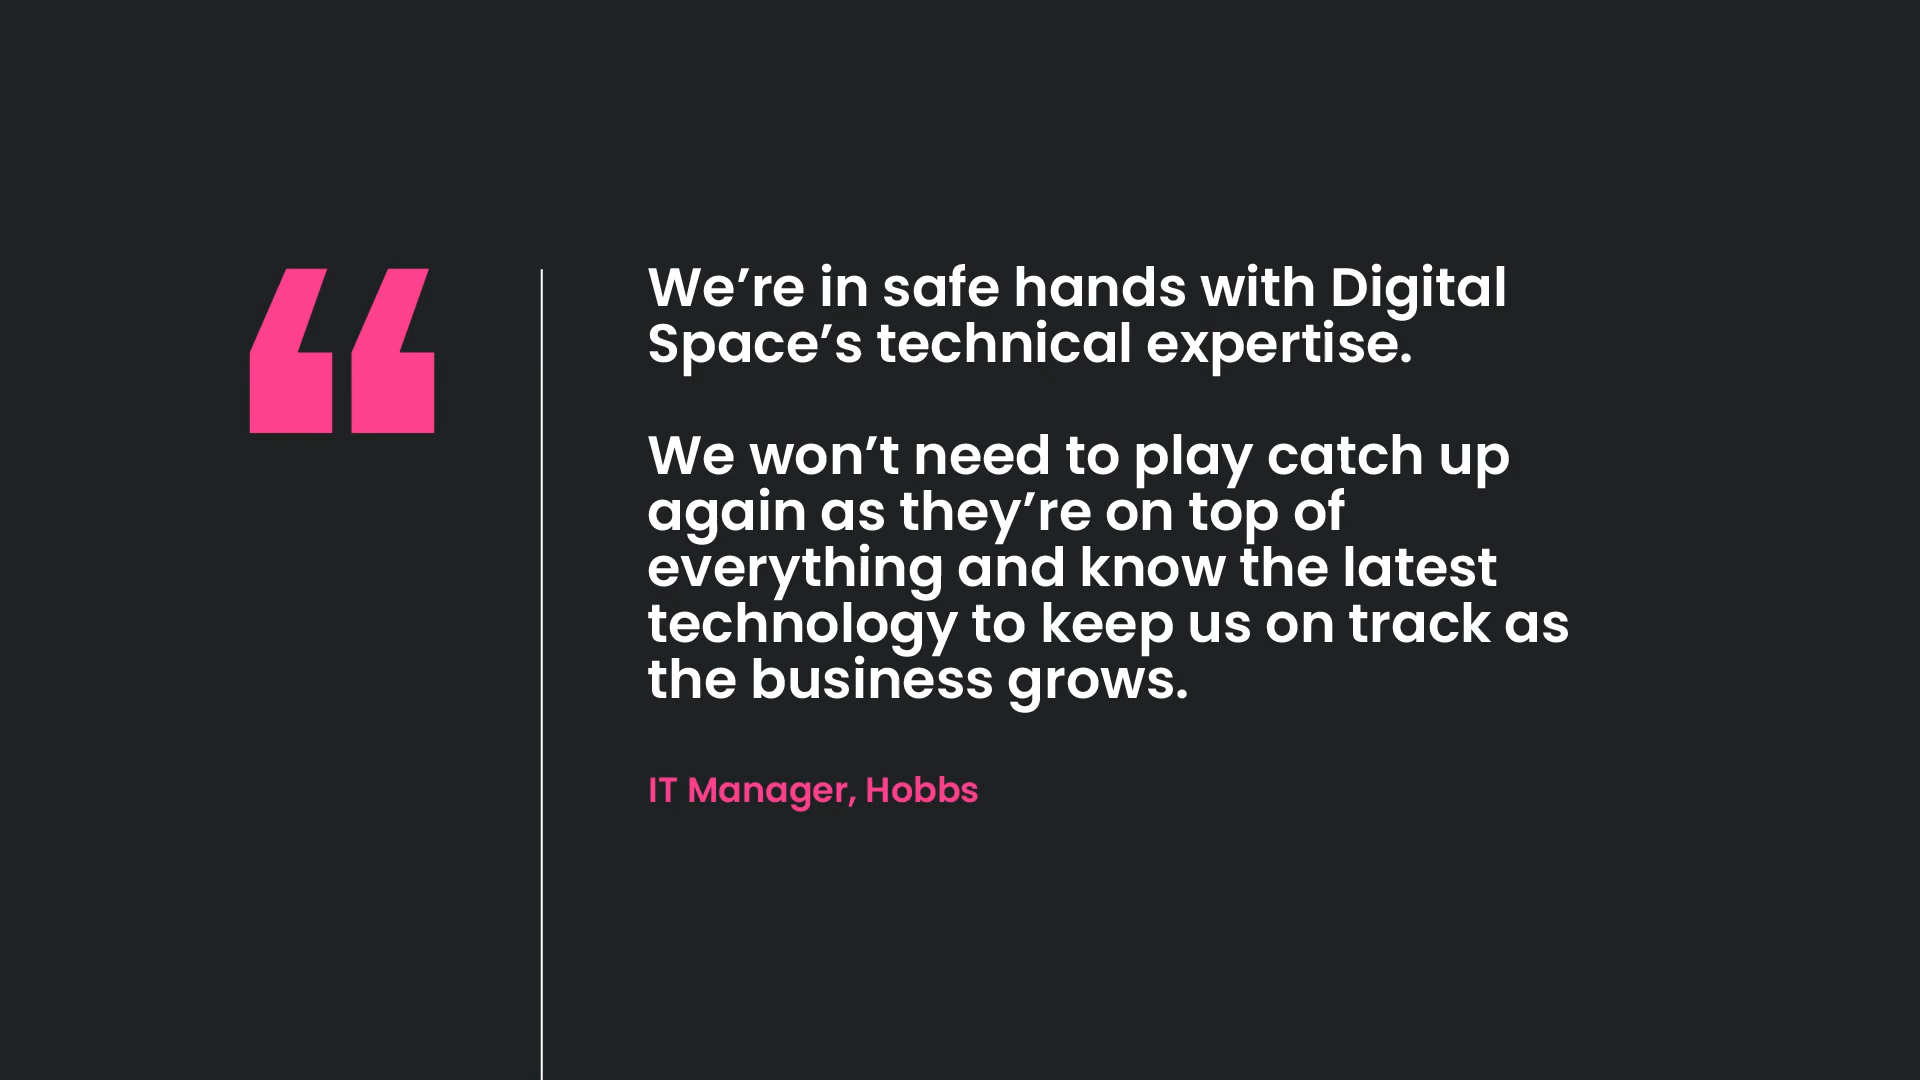 “
We’re in safe hands with Digital
Space’s technical expertise.
We won’t need to play catch up
again as they’re on top of
everything and know the latest
technology to keep us on track as
the business grows.
IT Manager, Hobbs